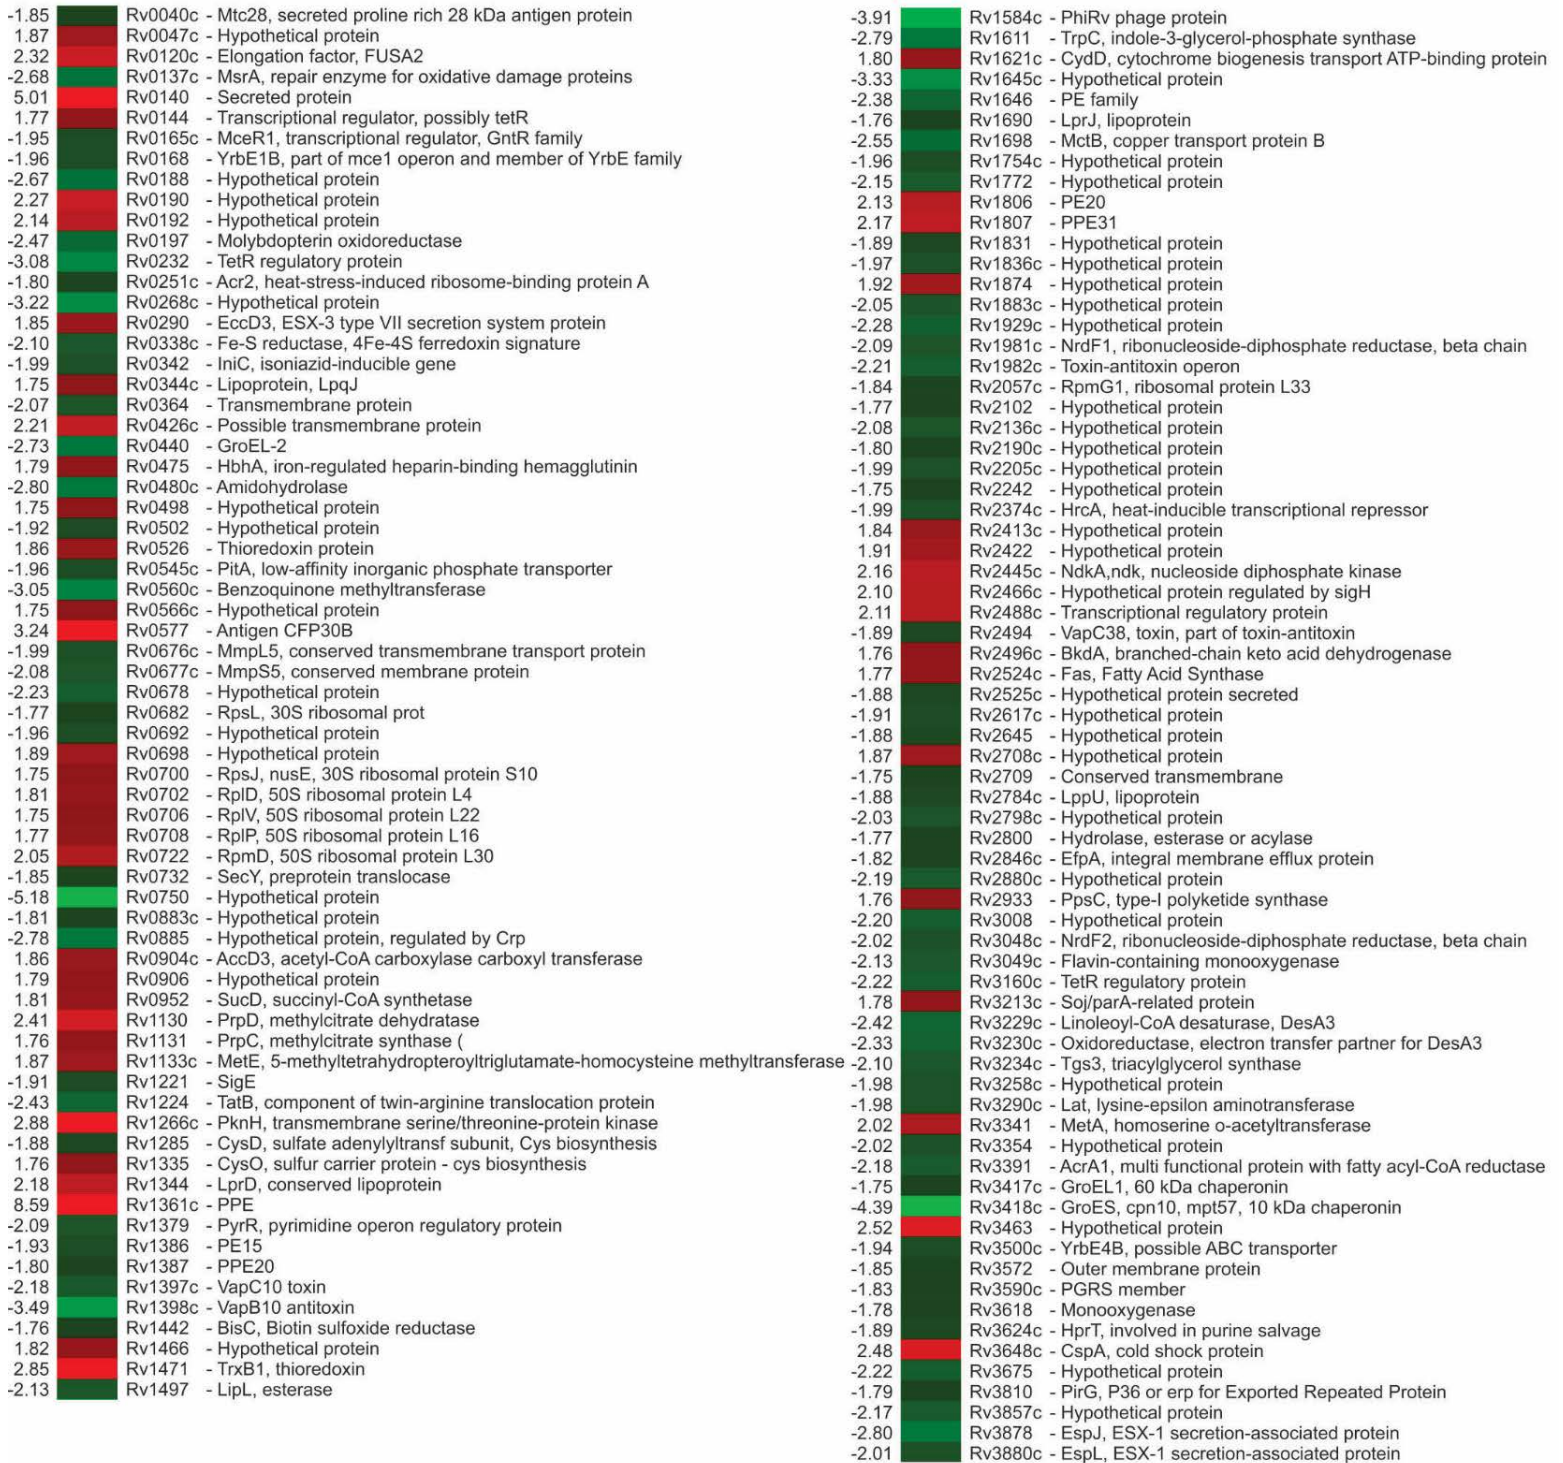 -1.85 Rv0040c - Mtc28, secreted proline rich 28 kDa antigen protein
1.87 Rv0047c - Hypothetical protein
2.32 Rv0120c - Elongation factor, FUSA2
-2.68 Rv0137c - MsrA, repair enzyme for oxidative damage proteins
5.01 Rv0140 - Secreted protein
1.77 Rv0144 - Transcriptional regulator, possibly tetR
-1.95 Rv0165c - MceR1, transcriptional regulator, GntR family
-1.96 Rv0168 - YrbE1B, part of mce1 operon and member of YrbE family
-2.67 Rv0188 - Hypothetical protein
2.27 Rv0190 - Hypothetical protein
2.14 Rv0192 - Hypothetical protein
-2.47 Rv0197 - Molybdopterin oxidoreductase
-3.08 Rv0232 - TetR regulatory protein
-1.80 Rv0251c - Acr2, heat-stress-induced ribosome-binding protein A
-3.22 Rv0268c - Hypothetical protein
1.85 Rv0290 - EccD3, ESX-3 type VII secretion system protein
-2.10 Rv0338c - Fe-S reductase, 4Fe-4S ferredoxin signature
-1.99 Rv0342 - IniC, isoniazid-inducible gene
1.75 Rv0344c - Lipoprotein, LpqJ
-2.07 Rv0364 - Transmembrane protein
2.21 Rv0426c - Possible transmembrane protein
-2.73 Rv0440 - GroEL-2
1.79 Rv0475 - HbhA, iron-regulated heparin-binding hemagglutinin
-2.80 Rv0480c - Amidohydrolase
1.75 Rv0498 - Hypothetical protein
-1.92 Rv0502 - Hypothetical protein
1.86 Rv0526 - Thioredoxin protein
-1.96 Rv0545c - PitA, low-affinity inorganic phosphate transporter
-3.05 Rv0560c - Benzoquinone methyltransferase
1.75 Rv0566c - Hypothetical protein
3.24 Rv0577 - Antigen CFP30B
-1.99 Rv0676c - MmpL5, conserved transmembrane transport protein
-2.08 Rv0677c - MmpS5, conserved membrane protein
-2.23 Rv0678 - Hypothetical protein
-1.77 Rv0682 - RpsL, 30S ribosomal prot
-1.96 Rv0692 - Hypothetical protein
1.89 Rv0698 - Hypothetical protein
1.75 Rv0700 - RpsJ, nusE, 30S ribosomal protein S10
1.81 Rv0702 - RplD, 50S ribosomal protein L4
1.75 Rv0706 - RplV, 50S ribosomal protein L22
1.77 Rv0708 - RplP, 50S ribosomal protein L16
2.05 Rv0722 - RpmD, 50S ribosomal protein L30
-1.85 Rv0732 - SecY, preprotein translocase
-5.18 Rv0750 - Hypothetical protein
-1.81 Rv0883c - Hypothetical protein
-2.78 Rv0885 - Hypothetical protein, regulated by Crp
1.86 Rv0904c - AccD3, acetyl-CoA carboxylase carboxyl transferase
1.79 Rv0906 - Hypothetical protein
1.81 Rv0952 - SucD, succinyl-CoA synthetase
2.41 Rv1130 - PrpD, methylcitrate dehydratase
1.76 Rv1131 - PrpC, methylcitrate synthase (
1.87 Rv1133c - MetE, 5-methyltetrahydropteroyltriglutamate-homocysteine methyltransferase
-1.91 Rv1221 - SigE
-2.43 Rv1224 - TatB, component of twin-arginine translocation protein
2.88 Rv1266c - PknH, transmembrane serine/threonine-protein kinase
-1.88 Rv1285 - CysD, sulfate adenylyltransf subunit, Cys biosynthesis
1.76 Rv1335 - CysO, sulfur carrier protein - cys biosynthesis
2.18 Rv1344 - LprD, conserved lipoprotein
8.59 Rv1361c - PPE
-2.09 Rv1379 - PyrR, pyrimidine operon regulatory protein
-1.93 Rv1386 - PE15
-1.80 Rv1387 - PPE20
-2.18 Rv1397c - VapC10 toxin
-3.49 Rv1398c - VapB10 antitoxin
-1.76 Rv1442 - BisC, Biotin sulfoxide reductase
1.82 Rv1466 - Hypothetical protein
2.85 Rv1471 - TrxB1, thioredoxin
-2.13 Rv1497 - LipL, esterase
-3.91 Rv1584c - PhiRv phage protein
-2.79 Rv1611 - TrpC, indole-3-glycerol-phosphate synthase
1.80 Rv1621c - CydD, cytochrome biogenesis transport ATP-binding protein
-3.33 Rv1645c - Hypothetical protein
-2.38 Rv1646 - PE family
-1.76 Rv1690 - LprJ, lipoprotein
-2.55 Rv1698 - MctB, copper transport protein B
-1.96 Rv1754c - Hypothetical protein
-2.15 Rv1772 - Hypothetical protein
2.13 Rv1806 - PE20
2.17 Rv1807 - PPE31
-1.89 Rv1831 - Hypothetical protein
-1.97 Rv1836c - Hypothetical protein
1.92 Rv1874 - Hypothetical protein
-2.05 Rv1883c - Hypothetical protein
-2.28 Rv1929c - Hypothetical protein
-2.09 Rv1981c - NrdF1, ribonucleoside-diphosphate reductase, beta chain
-2.21 Rv1982c - Toxin-antitoxin operon
-1.84 Rv2057c - RpmG1, ribosomal protein L33
-1.77 Rv2102 - Hypothetical protein
-2.08 Rv2136c - Hypothetical protein
-1.80 Rv2190c - Hypothetical protein
-1.99 Rv2205c - Hypothetical protein
-1.75 Rv2242 - Hypothetical protein
-1.99 Rv2374c - HrcA, heat-inducible transcriptional repressor
1.84 Rv2413c - Hypothetical protein
1.91 Rv2422 - Hypothetical protein
2.16 Rv2445c - NdkA,ndk, nucleoside diphosphate kinase
2.10 Rv2466c - Hypothetical protein regulated by sigH
2.11 Rv2488c - Transcriptional regulatory protein
-1.89 Rv2494 - VapC38, toxin, part of toxin-antitoxin
1.76 Rv2496c - BkdA, branched-chain keto acid dehydrogenase
1.77 Rv2524c - Fas, Fatty Acid Synthase
-1.88 Rv2525c - Hypothetical protein secreted
-1.91 Rv2617c - Hypothetical protein
-1.88 Rv2645 - Hypothetical protein
1.87 Rv2708c - Hypothetical protein
-1.75 Rv2709 - Conserved transmembrane
-1.88 Rv2784c - LppU, lipoprotein
-2.03 Rv2798c - Hypothetical protein
-1.77 Rv2800 - Hydrolase, esterase or acylase
-1.82 Rv2846c - EfpA, integral membrane efflux protein
-2.19 Rv2880c - Hypothetical protein
1.76 Rv2933 - PpsC, type-I polyketide synthase
-2.20 Rv3008 - Hypothetical protein
-2.02 Rv3048c - NrdF2, ribonucleoside-diphosphate reductase, beta chain
-2.13 Rv3049c - Flavin-containing monooxygenase
-2.22 Rv3160c - TetR regulatory protein
1.78 Rv3213c - Soj/parA-related protein
-2.42 Rv3229c - Linoleoyl-CoA desaturase, DesA3
-2.33 Rv3230c - Oxidoreductase, electron transfer partner for DesA3
-2.10 Rv3234c - Tgs3, triacylglycerol synthase
-1.98 Rv3258c - Hypothetical protein
-1.98 Rv3290c - Lat, lysine-epsilon aminotransferase
2.02 Rv3341 - MetA, homoserine o-acetyltransferase
-2.02 Rv3354 - Hypothetical protein
-2.18 Rv3391 - AcrA1, multi functional protein with fatty acyl-CoA reductase
-1.75 Rv3417c - GroEL1, 60 kDa chaperonin
-4.39 Rv3418c - GroES, cpn10, mpt57, 10 kDa chaperonin
2.52 Rv3463 - Hypothetical protein
-1.94 Rv3500c - YrbE4B, possible ABC transporter
-1.85 Rv3572 - Outer membrane protein
-1.83 Rv3590c - PGRS member
-1.78 Rv3618 - Monooxygenase
-1.89 Rv3624c - HprT, involved in purine salvage
2.48 Rv3648c - CspA, cold shock protein
-2.22 Rv3675 - Hypothetical protein
-1.79 Rv3810 - PirG, P36 or erp for Exported Repeated Protein
-2.17 Rv3857c - Hypothetical protein
-2.80 Rv3878 - EspJ, ESX-1 secretion-associated protein
-2.01 Rv3880c - EspL, ESX-1 secretion-associated protein